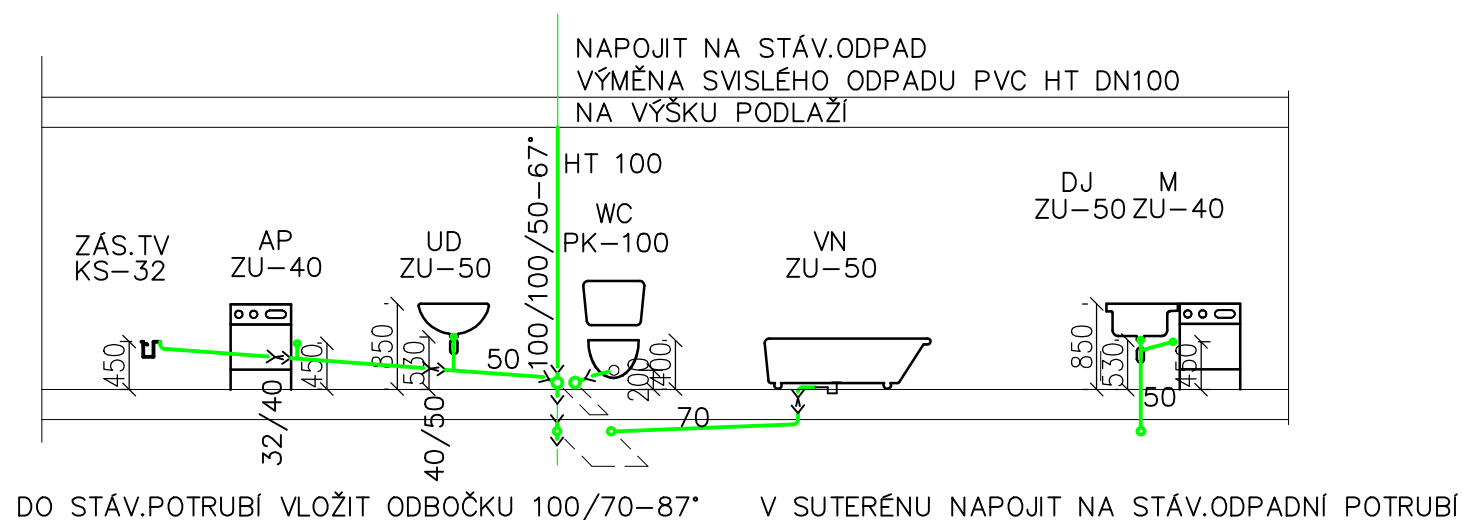 NAPOJIT NA STÁV.ODPAD
VÝMĚNA SVISLÉHO ODPADU PVC HT DN100
NA VÝŠKU PODLAŽÍ
HT 100
100/100/50-67°
ZÁS.TV
KS-32
AP
ZU-40
UD
ZU-50
WC
PK-100
VN
ZU-50
DJ
ZU-50
M
ZU-40
450
32/40
450
850
530
40/50
50
200
400
70
850
530
450
50
DO STÁV.POTRUBÍ VLOŽIT ODBOČKU 100/70-87°
V SUTERÉNU NAPOJIT NA STÁV.ODPADNÍ POTRUBÍ